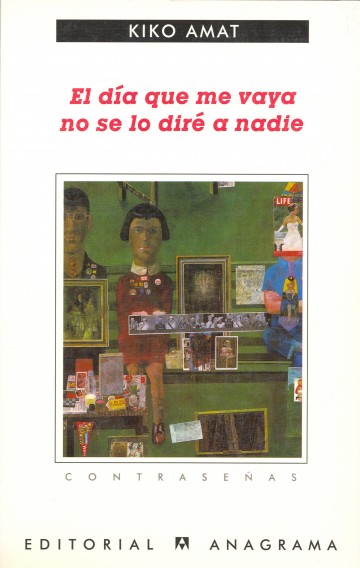 KIKO AMAT
El día que me vaya
no se lo diré a nadie
LIFE
CONTRASEÑAS
EDITORIAL ANAGRAMA